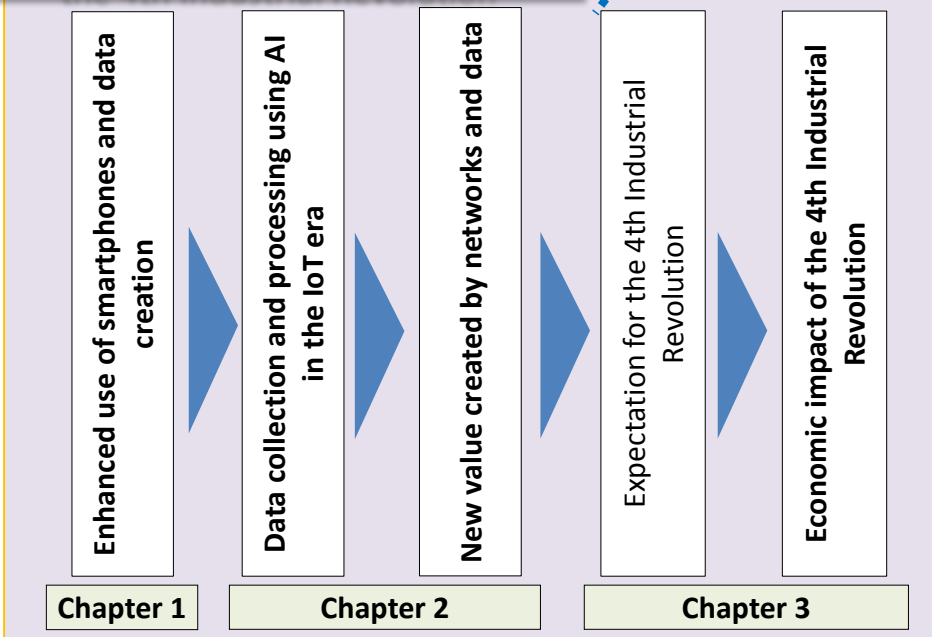 Enhanced use of smartphones and data
creation
Data collection and processing using AI
in the IoT era
New value created by networks and data
Expectation for the 4th Industrial
Revolution
Economic impact of the 4th Industrial
Revolution
Chapter 1
Chapter 2
Chapter 3